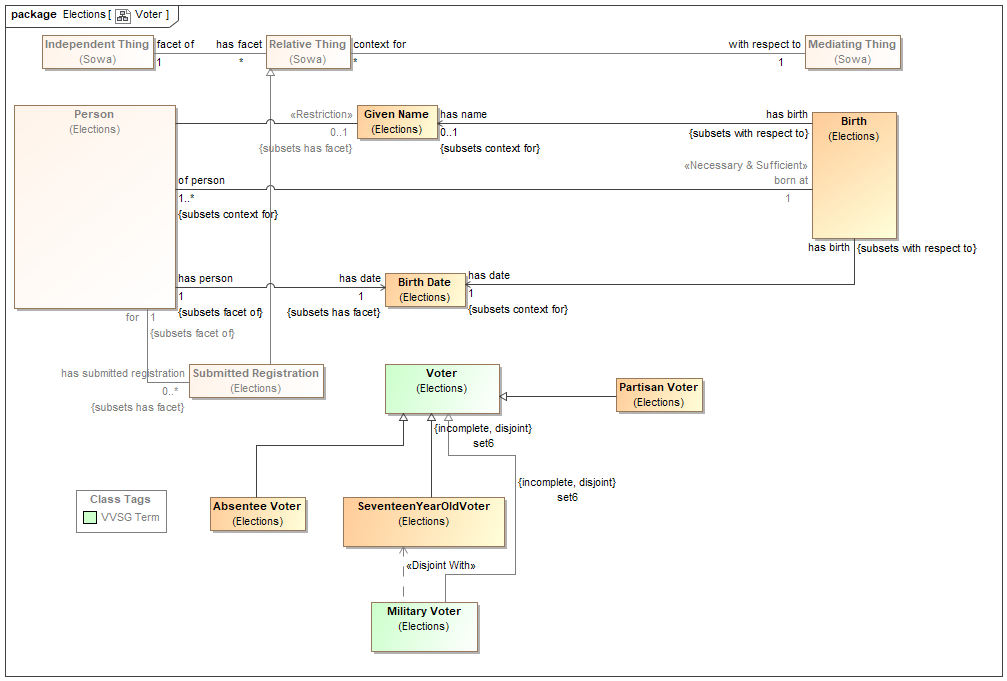 package Elections [ Voter ]
Independent Thing
(Sowa)
facet of
1
has facet
*
Relative Thing
(Sowa)
context for
*
with respect to
1
Mediating Thing
(Sowa)
Person
(Elections)
«Restriction»
0..1
{subsets has facet}
Given Name
(Elections)
has name
0..1
{subsets context for}
has birth
{subsets with respect to}
Birth
(Elections)
«Necessary & Sufficient»
born at
1
of person
1..*
{subsets context for}
has birth
{subsets with respect to}
has person
1
{subsets facet of}
has date
1
{subsets has facet}
Birth Date
(Elections)
has date
1
{subsets context for}
for
1
{subsets facet of}
has submitted registration
0..*
{subsets has facet}
Submitted Registration
(Elections)
Voter
(Elections)
Partisan Voter
(Elections)
{incomplete, disjoint}
set6
{incomplete, disjoint}
set6
Class Tags
VVSG Term
Absentee Voter
(Elections)
SeventeenYearOldVoter
(Elections)
«Disjoint With»
Military Voter
(Elections)